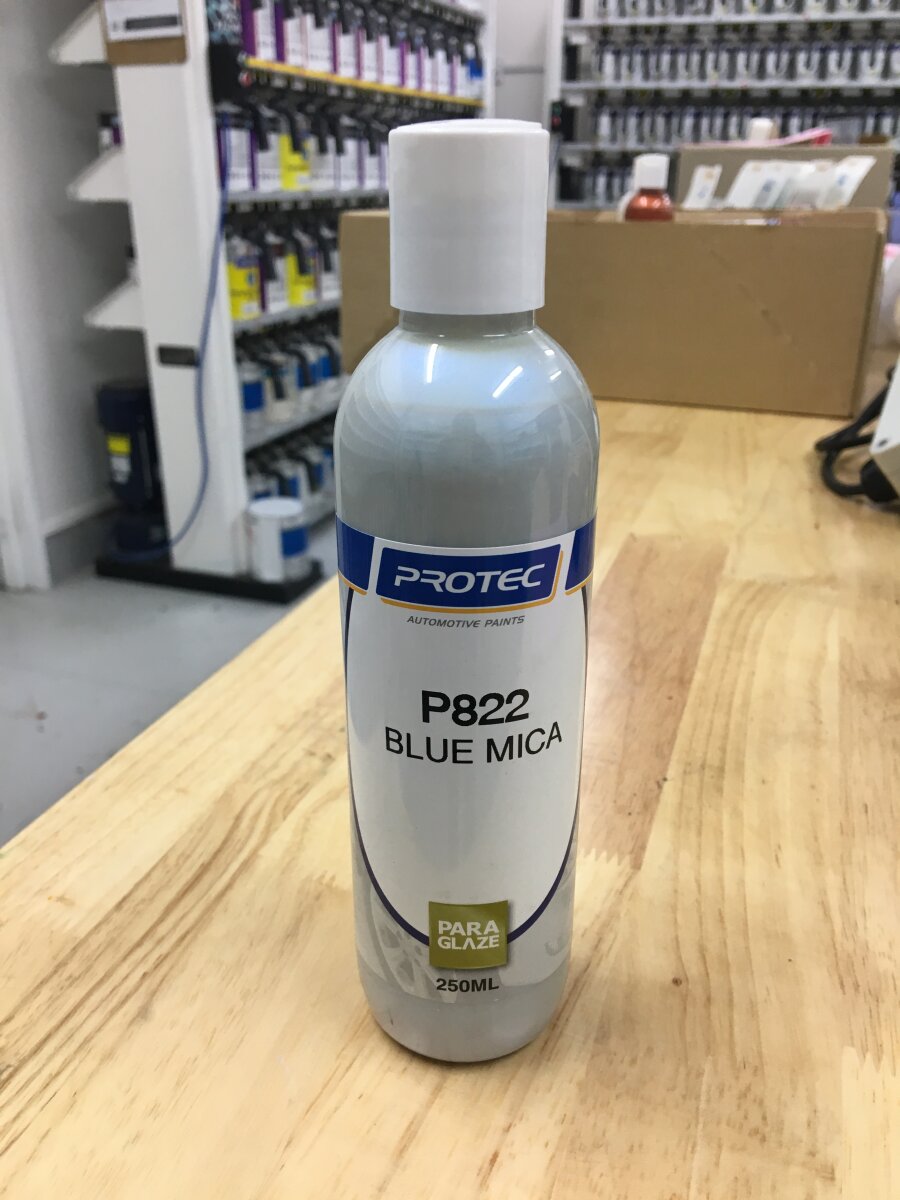 PROTEC
AUTOMOTIVE PAINTS
P822
BLUE MICA
PARA
GLAZE
250ML